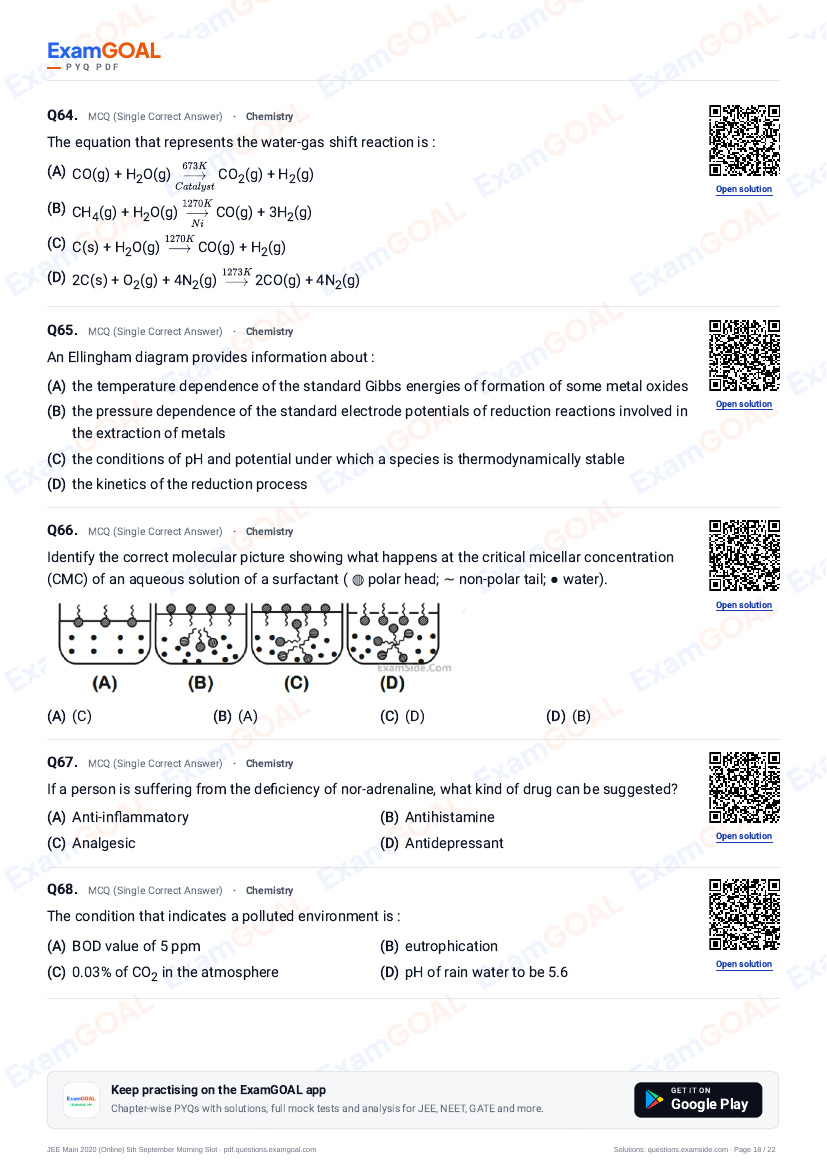 ExamGOAL
PYQ PDF
Q64. MCQ (Single Correct Answer) · Chemistry
The equation that represents the water-gas shift reaction is :
(A) CO(g) + H2O(g) 673K ⟶ Catalyst CO2(g) + H2(g)
(B) CH4(g) + H2O(g) 1270K ⟶ Ni CO(g) + 3H2(g)
(C) C(s) + H2O(g) 1270K ⟶ CO(g) + H2(g)
(D) 2C(s) + O2(g) + 4N2(g) 1273K ⟶ 2CO(g) + 4N2(g)
Open solution
Q65. MCQ (Single Correct Answer) · Chemistry
An Ellingham diagram provides information about :
(A) the temperature dependence of the standard Gibbs energies of formation of some metal oxides
(B) the pressure dependence of the standard electrode potentials of reduction reactions involved in
the extraction of metals
(C) the conditions of pH and potential under which a species is thermodynamically stable
(D) the kinetics of the reduction process
Open solution
Q66. MCQ (Single Correct Answer) · Chemistry
Identify the correct molecular picture showing what happens at the critical micellar concentration
(CMC) of an aqueous solution of a surfactant ( ◍ polar head; ~ non-polar tail; ● water).
ExamSide.Com
(A) (B) (C) (D)
(A) (C) (B) (A) (C) (D) (D) (B)
Open solution
Q67. MCQ (Single Correct Answer) · Chemistry
If a person is suffering from the deficiency of nor-adrenaline, what kind of drug can be suggested?
(A) Anti-inflammatory (B) Antihistamine
(C) Analgesic (D) Antidepressant
Open solution
Q68. MCQ (Single Correct Answer) · Chemistry
The condition that indicates a polluted environment is :
(A) BOD value of 5 ppm (B) eutrophication
(C) 0.03% of CO2 in the atmosphere (D) pH of rain water to be 5.6
Open solution
ExamGOAL
Keep practising on the ExamGOAL app
Chapter-wise PYQs with solutions, full mock tests and analysis for JEE, NEET, GATE and more.
GET IT ON
Google Play
JEE Main 2020 (Online) 5th September Morning Slot · pdf.questions.examgoal.com
Solutions: questions.examside.com · Page 18 / 22